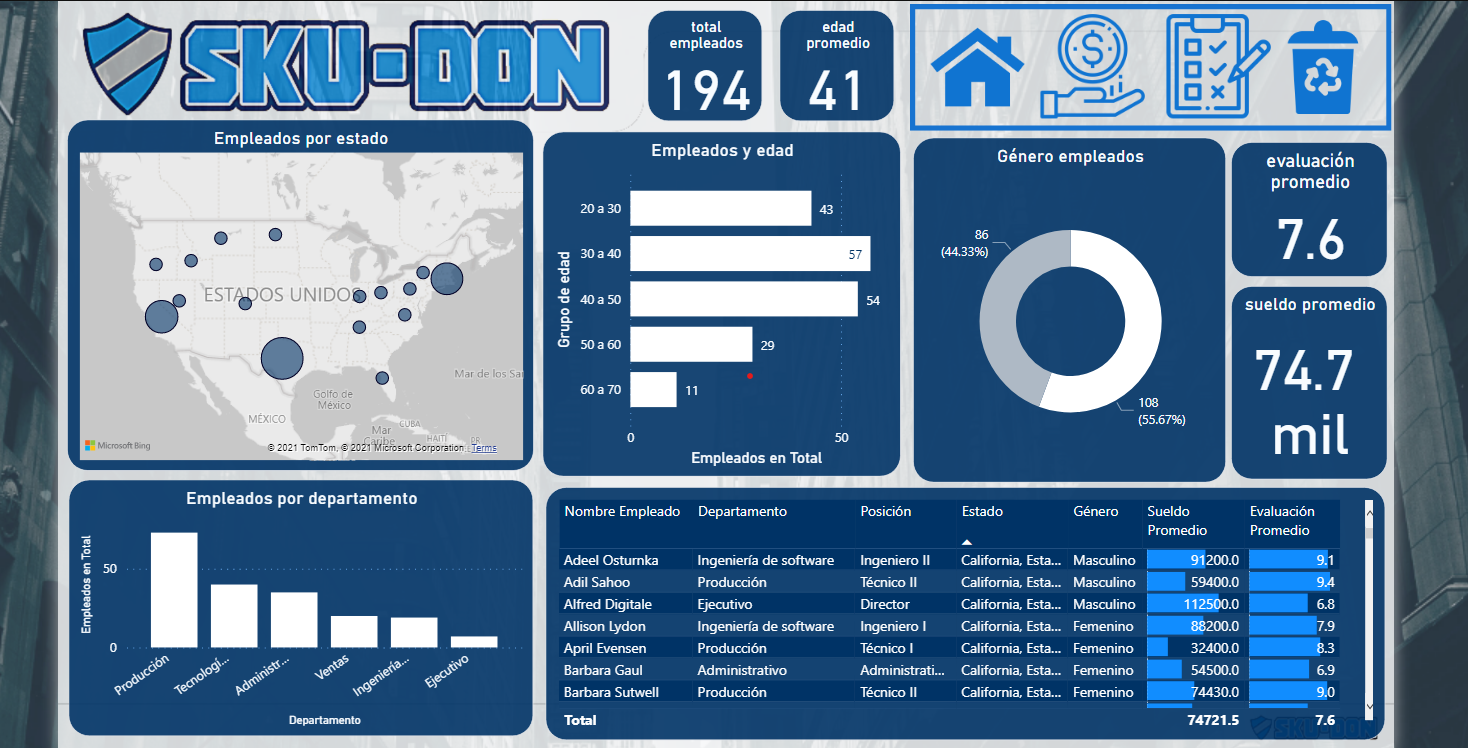 SKU-DON
total
empleados
194
edad
promedio
41
Empleados por estado
ESTADOS UNIDOS
MÉXICO
Golfo de
México
CUBA
Mar
Caribe
HAITÍ
Mar de los Sar
Microsoft Bing
© 2021 TomTom, © 2021 Microsoft Corporation Terms
Empleados y edad
Grupo de edad
20 a 30 43
30 a 40 57
40 a 50 54
50 a 60 29
60 a 70 11
0 50
Empleados en Total
Género empleados
86
(44.33%)
108
(55.67%)
evaluación
promedio
7.6
sueldo promedio
74.7
mil
Empleados por departamento
Empleados en Total
50
0
Producción
Tecnologí...
Administr...
Ventas
Ingeniería...
Ejecutivo
Departamento
Nombre Empleado Departamento Posición Estado Género Sueldo Promedio Evaluación Promedio
Adeel Osturnka Ingeniería de software Ingeniero II California, Esta... Masculino 91200.0 9.1
Adil Sahoo Producción Técnico II California, Esta... Masculino 59400.0 9.4
Alfred Digitale Ejecutivo Director California, Esta... Masculino 112500.0 6.8
Allison Lydon Ingeniería de software Ingeniero I California, Esta... Femenino 88200.0 7.9
April Evensen Producción Técnico I California, Esta... Femenino 32400.0 8.3
Barbara Gaul Administrativo Administrati... California, Esta... Femenino 54500.0 6.9
Barbara Sutwell Producción Técnico II California, Esta... Femenino 74430.0 9.0
Total 74721.5 7.6
SKU-DON